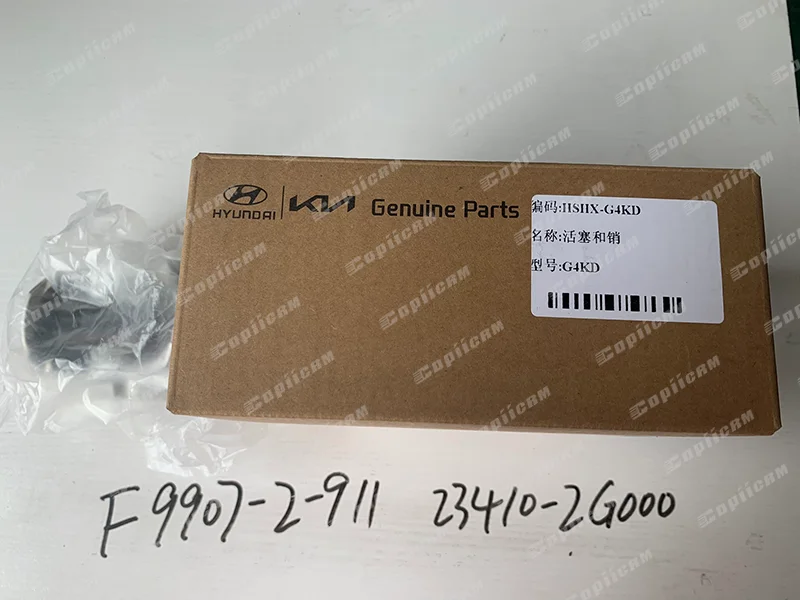 HYUNDAI KIA Genuine Parts
编码:HSHX-G4KD
名称:活塞和销
型号:G4KD
F9907-2-911 23410-2G000
Copiicam